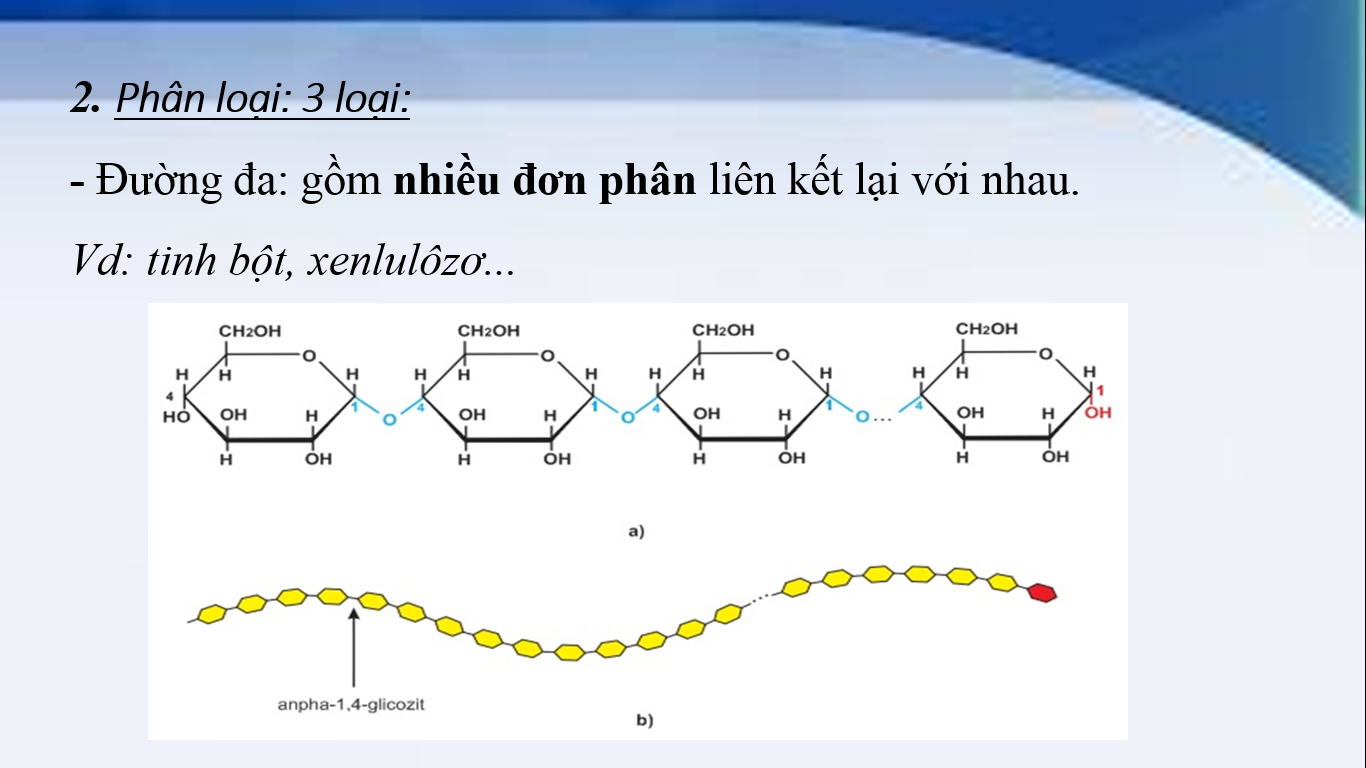 2. Phân loại: 3 loại:
- Đường đa: gồm nhiều đơn phân liên kết lại với nhau.
Vd: tinh bột, xenlulôzơ...
CH2OH CH2OH CH2OH CH2OH
O O O O
H H H H H H H H H H H H
4 1 4 1 4 1 4 1
HO OH H O OH H O OH H O... OH H OH
H OH H OH H OH H OH
a)
anpha-1,4-glicozit
b)